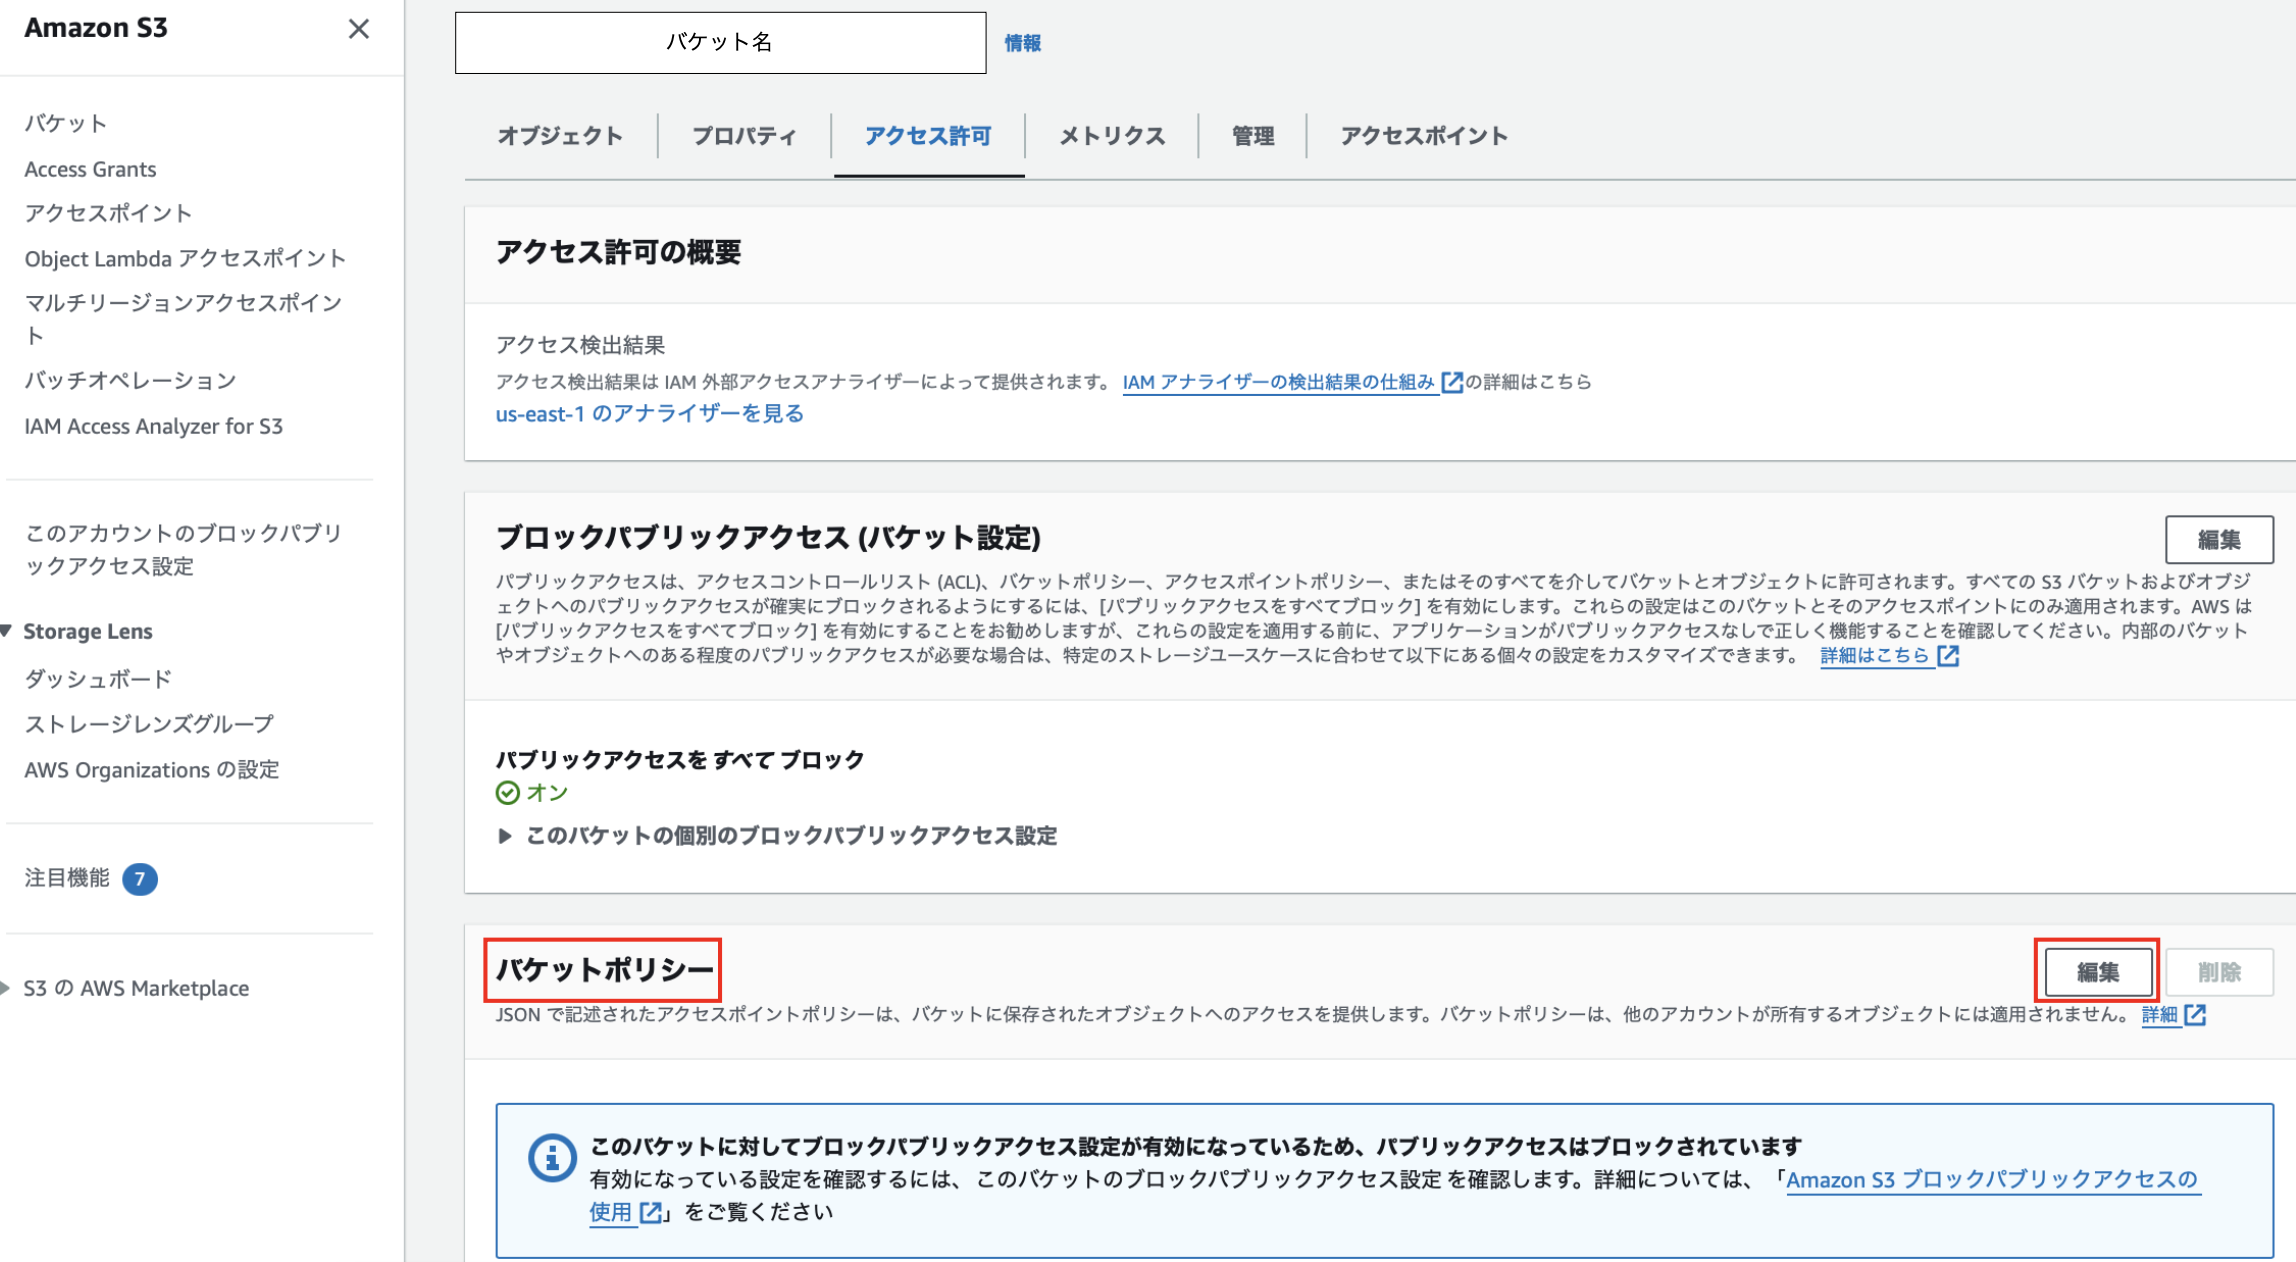 Amazon S3
バケット
Access Grants
アクセスポイント
Object Lambda アクセスポイント
マルチリージョンアクセスポイン
ト
バッチオペレーション
IAM Access Analyzer for S3
このアカウントのブロックパブリ
ックアクセス設定
Storage Lens
ダッシュボード
ストレージレンズグループ
AWS Organizations の設定
注目機能 7
S3 の AWS Marketplace
バケット名 情報
オブジェクト プロパティ アクセス許可 メトリクス 管理 アクセスポイント
アクセス許可の概要
アクセス検出結果
アクセス検出結果は IAM 外部アクセスアナライザーによって提供されます。 IAM アナライザーの検出結果の仕組み の詳細はこちら
us-east-1 のアナライザーを見る
ブロックパブリックアクセス (バケット設定) 編集
パブリックアクセスは、アクセスコントロールリスト (ACL)、バケットポリシー、アクセスポイントポリシー、またはそのすべてを介してバケットとオブジェクトに許可されます。すべての S3 バケットおよびオブジ
ェクトへのパブリックアクセスが確実にブロックされるようにするには、[パブリックアクセスをすべてブロック] を有効にします。これらの設定はこのバケットとそのアクセスポイントにのみ適用されます。AWS は
[パブリックアクセスをすべてブロック] を有効にすることをお勧めしますが、これらの設定を適用する前に、アプリケーションがパブリックアクセスなしで正しく機能することを確認してください。内部のバケット
やオブジェクトへのある程度のパブリックアクセスが必要な場合は、特定のストレージユースケースに合わせて以下にある個々の設定をカスタマイズできます。 詳細はこちら
パブリックアクセスを すべて ブロック
オン
このバケットの個別のブロックパブリックアクセス設定
バケットポリシー 編集 削除
JSON で記述されたアクセスポイントポリシーは、バケットに保存されたオブジェクトへのアクセスを提供します。バケットポリシーは、他のアカウントが所有するオブジェクトには適用されません。 詳細
このバケットに対してブロックパブリックアクセス設定が有効になっているため、パブリックアクセスはブロックされています
有効になっている設定を確認するには、このバケットのブロックパブリックアクセス設定 を確認します。詳細については、「Amazon S3 ブロックパブリックアクセスの
使用 」をご覧ください